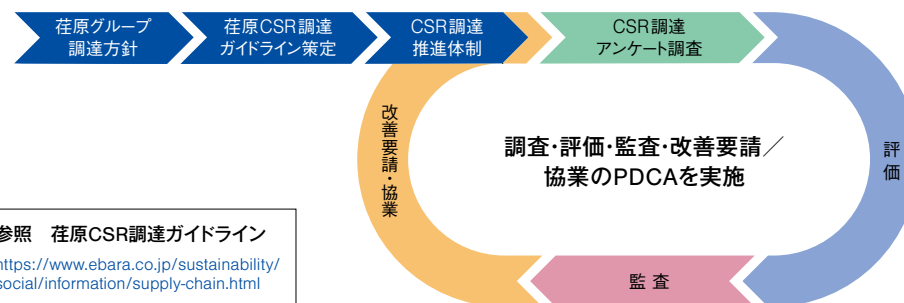 荏原グループ
調達方針
荏原CSR調達
ガイドライン策定
CSR調達
推進体制
CSR調達
アンケート調査
評価
監査
改善要請・協業
調査・評価・監査・改善要請／
協業のPDCAを実施
参照　荏原CSR調達ガイドライン
https://www.ebara.co.jp/sustainability/
social/information/supply-chain.html